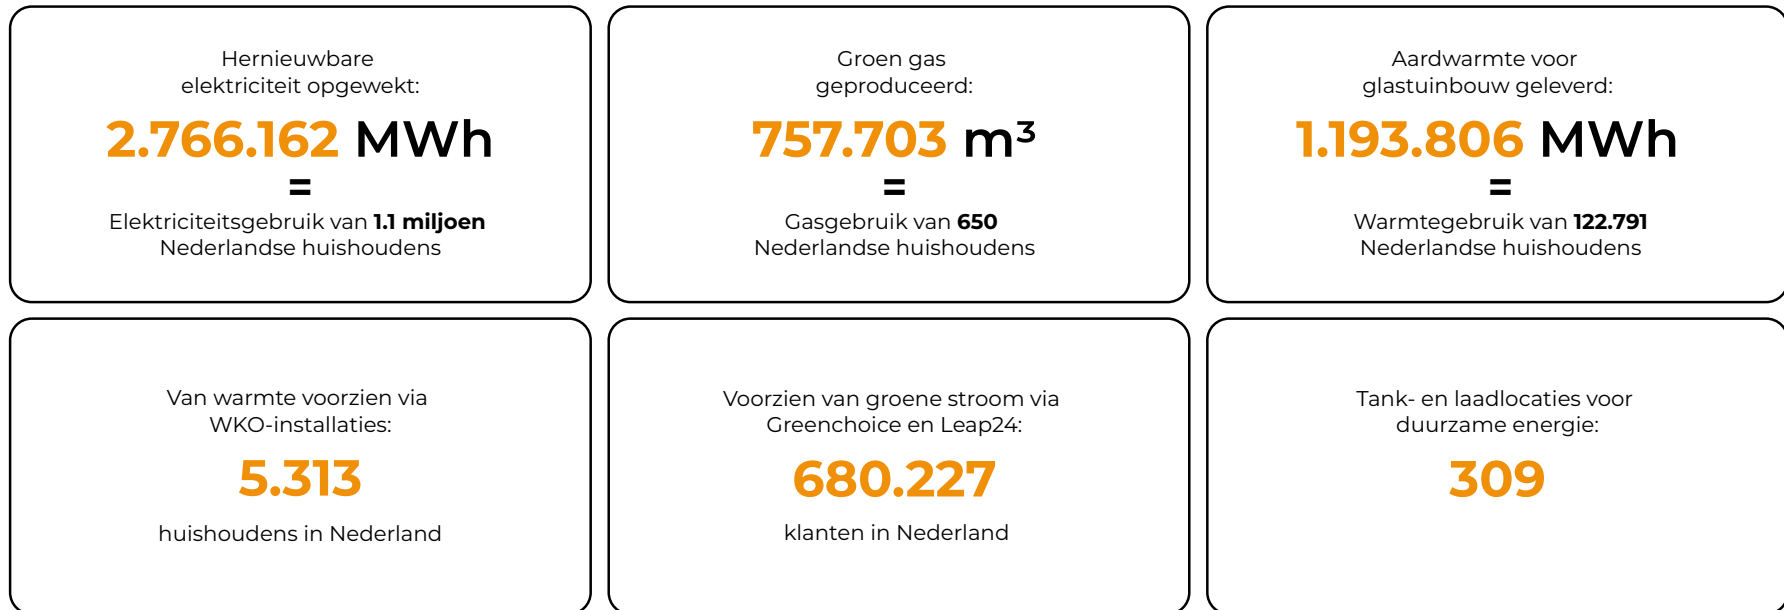 Hernieuwbare
elektriciteit opgewekt:
2.766.162 MWh
=
Elektriciteitsgebruik van 1.1 miljoen
Nederlandse huishoudens
Groen gas
geproduceerd:
757.703 m³
=
Gasgebruik van 650
Nederlandse huishoudens
Aardwarmte voor
glastuinbouw geleverd:
1.193.806 MWh
=
Warmtegebruik van 122.791
Nederlandse huishoudens
Van warmte voorzien via
WKO-installaties:
5.313
huishoudens in Nederland
Voorzien van groene stroom via
Greenchoice en Leap24:
680.227
klanten in Nederland
Tank- en laadlocaties voor
duurzame energie:
309